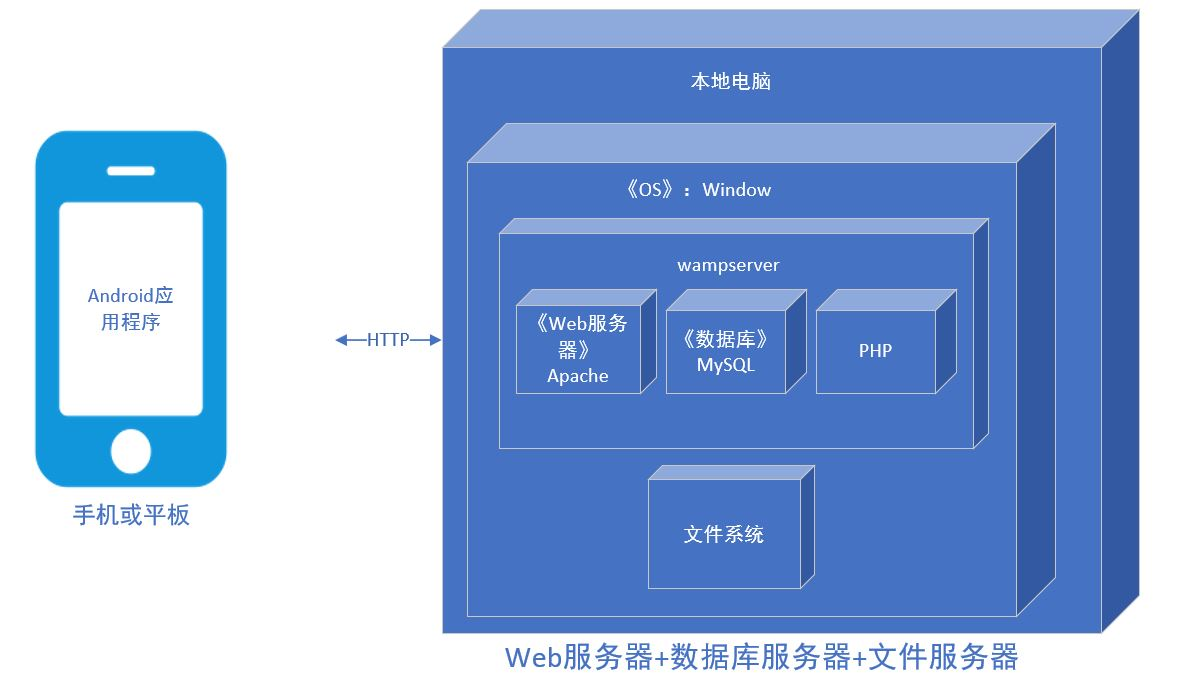 本地电脑
《OS》：Window
wampserver
《Web服务
器》
Apache
《数据库》
MySQL
PHP
文件系统
Android应
用程序
HTTP
手机或平板
Web服务器+数据库服务器+文件服务器